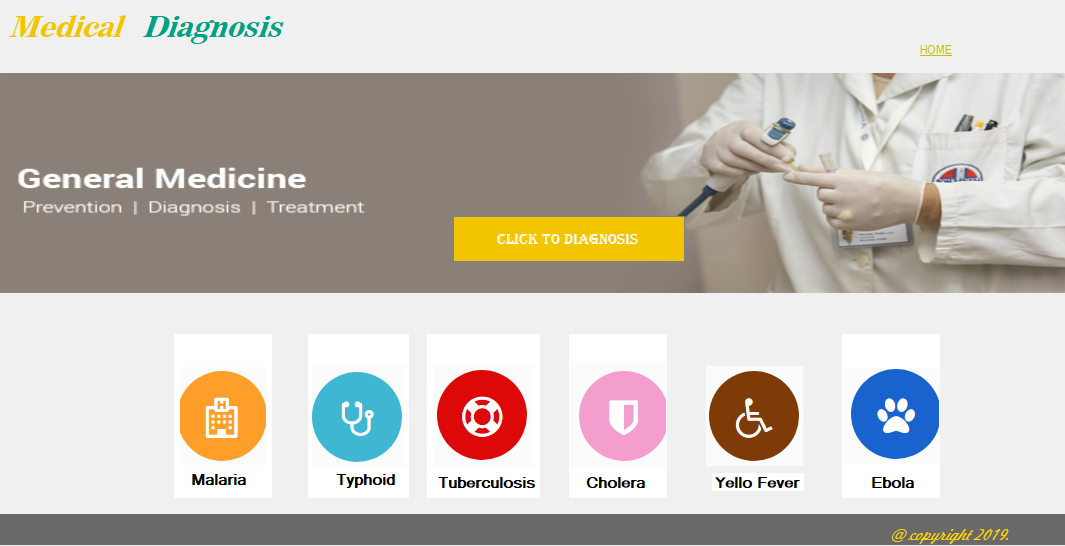 Medical Diagnosis
HOME
General Medicine
Prevention | Diagnosis | Treatment
CLICK TO DIAGNOSIS
H
Malaria
Typhoid
Tuberculosis
Cholera
Yello Fever
Ebola
@ copyright 2019.